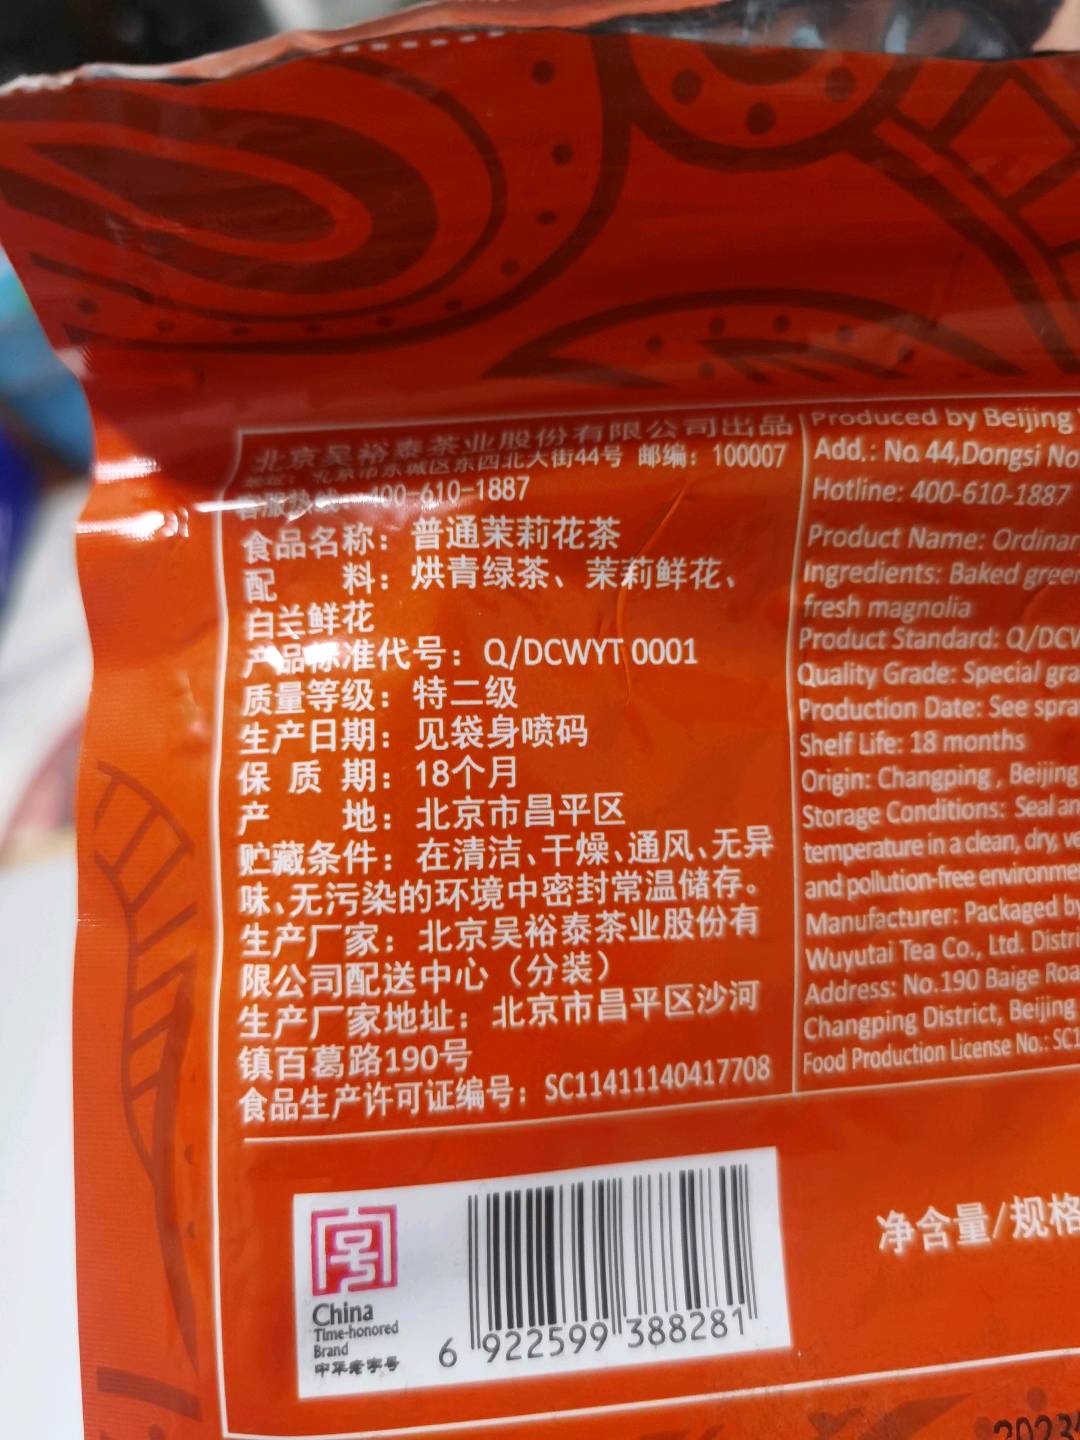 北京吴裕泰茶业股份有限公司出品
地址：北京市东城区东四北大街44号 邮编：100007
客服热线：400-610-1887
食品名称：普通茉莉花茶
配 料：烘青绿茶、茉莉鲜花、
白兰鲜花
产品标准代号：Q/DCWYT 0001
质量等级：特二级
生产日期：见袋身喷码
保 质 期：18个月
产 地：北京市昌平区
贮藏条件：在清洁、干燥、通风、无异
味、无污染的环境中密封常温储存。
生产厂家：北京吴裕泰茶业股份有
限公司配送中心（分装）
生产厂家地址：北京市昌平区沙河
镇百葛路190号
食品生产许可证编号：SC11411140417708
Produced by Beijing
Add.: No. 44,Dongsi No
Hotline: 400-610-1887
Product Name: Ordinar
Ingredients: Baked green
fresh magnolia
Product Standard: Q/DCW
Quality Grade: Special gra
Production Date: See spra
Shelf Life: 18 months
Origin: Changping , Beijing
Storage Conditions: Seal an
temperature in a clean, dry, ve
and pollution-free environme
Manufacturer: Packaged by
Wuyutai Tea Co., Ltd. Distri
Address: No.190 Baige Roa
Changping District, Beijing
Food Production License No.: SC1
净含量/规格
China
Time-honored
Brand
中华老字号
6 922599 388281
2023